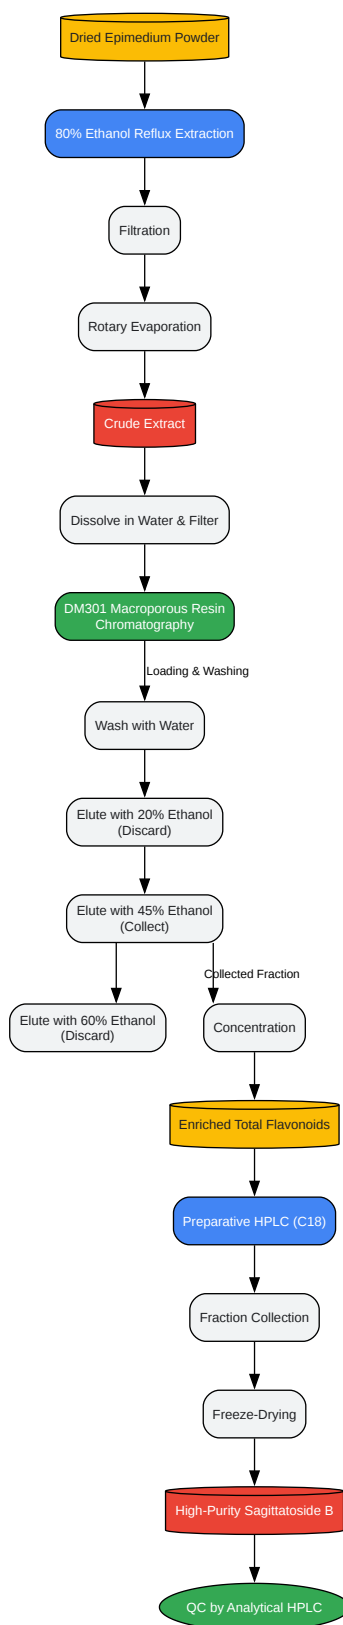 Dried Epimedium Powder
80% Ethanol Reflux Extraction
Filtration
Rotary Evaporation
Crude Extract
Dissolve in Water & Filter
DM301 Macroporous Resin
Chromatography
Loading & Washing
Wash with Water
Elute with 20% Ethanol
(Discard)
Elute with 45% Ethanol
(Collect)
Collected Fraction
Elute with 60% Ethanol
(Discard)
Concentration
Enriched Total Flavonoids
Preparative HPLC (C18)
Fraction Collection
Freeze-Drying
High-Purity Sagittatoside B
QC by Analytical HPLC